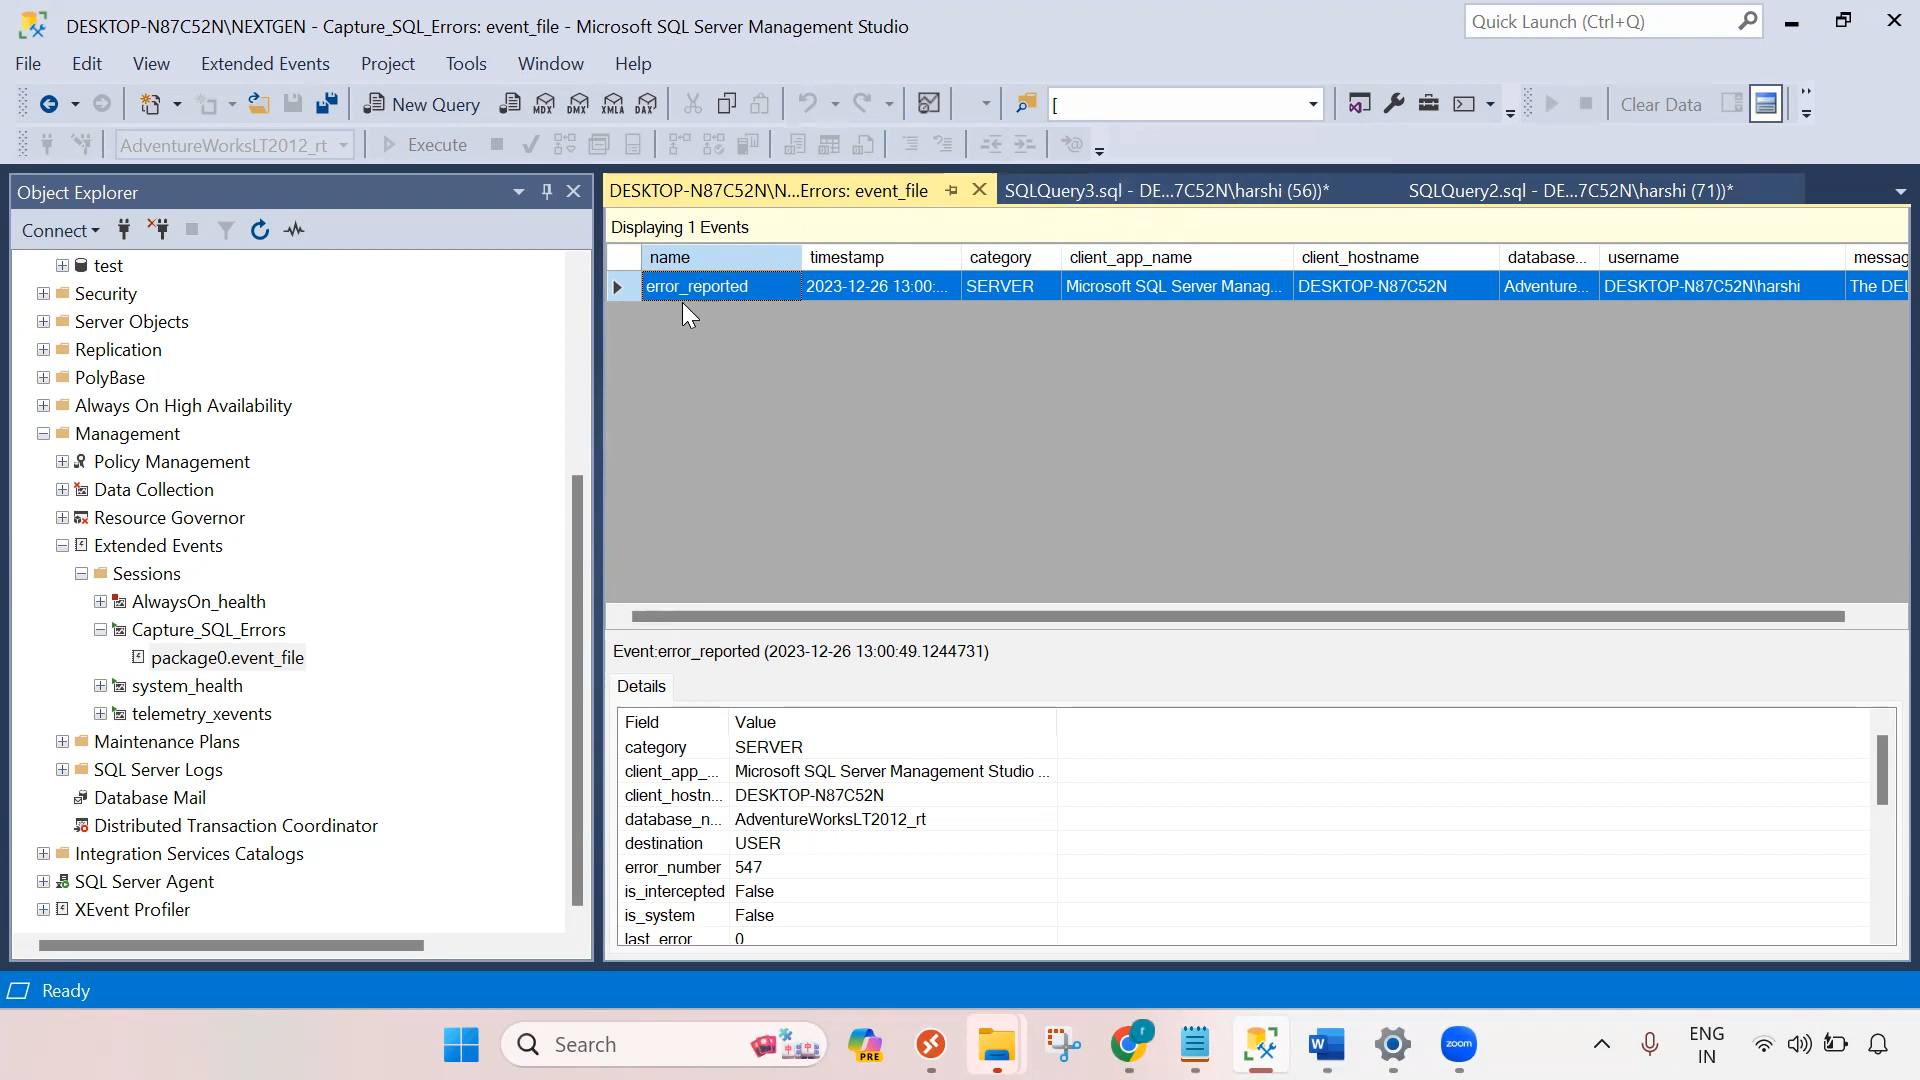 DESKTOP-N87C52N\NEXTGEN - Capture_SQL_Errors: event_file - Microsoft SQL Server Management Studio
Quick Launch (Ctrl+Q)
File Edit View Extended Events Project Tools Window Help
New Query MDX DMX XMLA DAX [ Clear Data
AdventureWorksLT2012_rt Execute
Object Explorer
Connect
test
Security
Server Objects
Replication
PolyBase
Always On High Availability
Management
Policy Management
Data Collection
Resource Governor
Extended Events
Sessions
AlwaysOn_health
Capture_SQL_Errors
package0.event_file
system_health
telemetry_xevents
Maintenance Plans
SQL Server Logs
Database Mail
Distributed Transaction Coordinator
Integration Services Catalogs
SQL Server Agent
XEvent Profiler
DESKTOP-N87C52N\N...Errors: event_file SQLQuery3.sql - DE...7C52N\harshi (56))* SQLQuery2.sql - DE...7C52N\harshi (71))*
Displaying 1 Events
name timestamp category client_app_name client_hostname database... username messag
error_reported 2023-12-26 13:00:... SERVER Microsoft SQL Server Manag... DESKTOP-N87C52N Adventure... DESKTOP-N87C52N\harshi The DEL
Event:error_reported (2023-12-26 13:00:49.1244731)
Details
Field Value
category SERVER
client_app_... Microsoft SQL Server Management Studio ...
client_hostn... DESKTOP-N87C52N
database_n... AdventureWorksLT2012_rt
destination USER
error_number 547
is_intercepted False
is_system False
last_error 0
Ready
Search PRE r W zoom ENG
IN